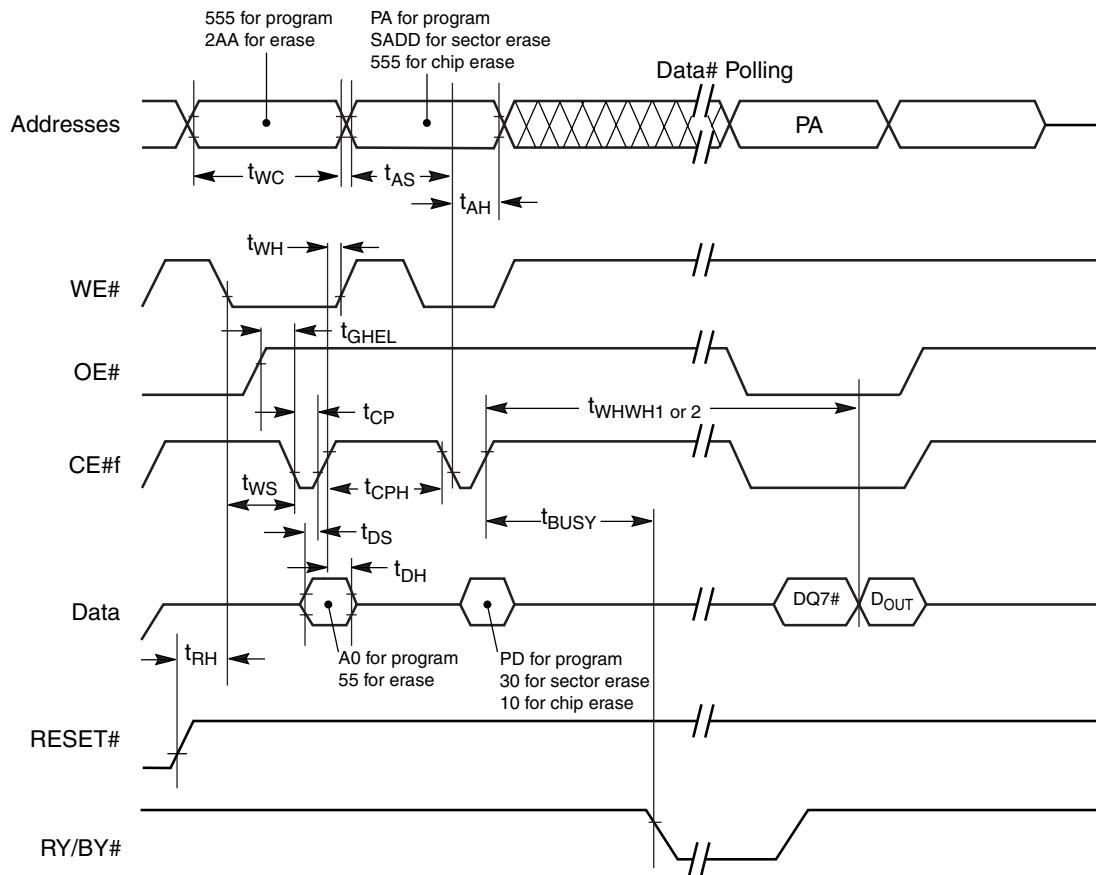 555 for program
2AA for erase
PA for program
SADD for sector erase
555 for chip erase
Data# Polling
Addresses
PA
tWC
tAS
tAH
tWH
WE#
tGHEL
OE#
tCP
tWHWH1 or 2
CE#f
tWS
tCPH
tBUSY
tDS
tDH
Data
DQ7#
DOUT
tRH
A0 for program
55 for erase
PD for program
30 for sector erase
10 for chip erase
RESET#
RY/BY#